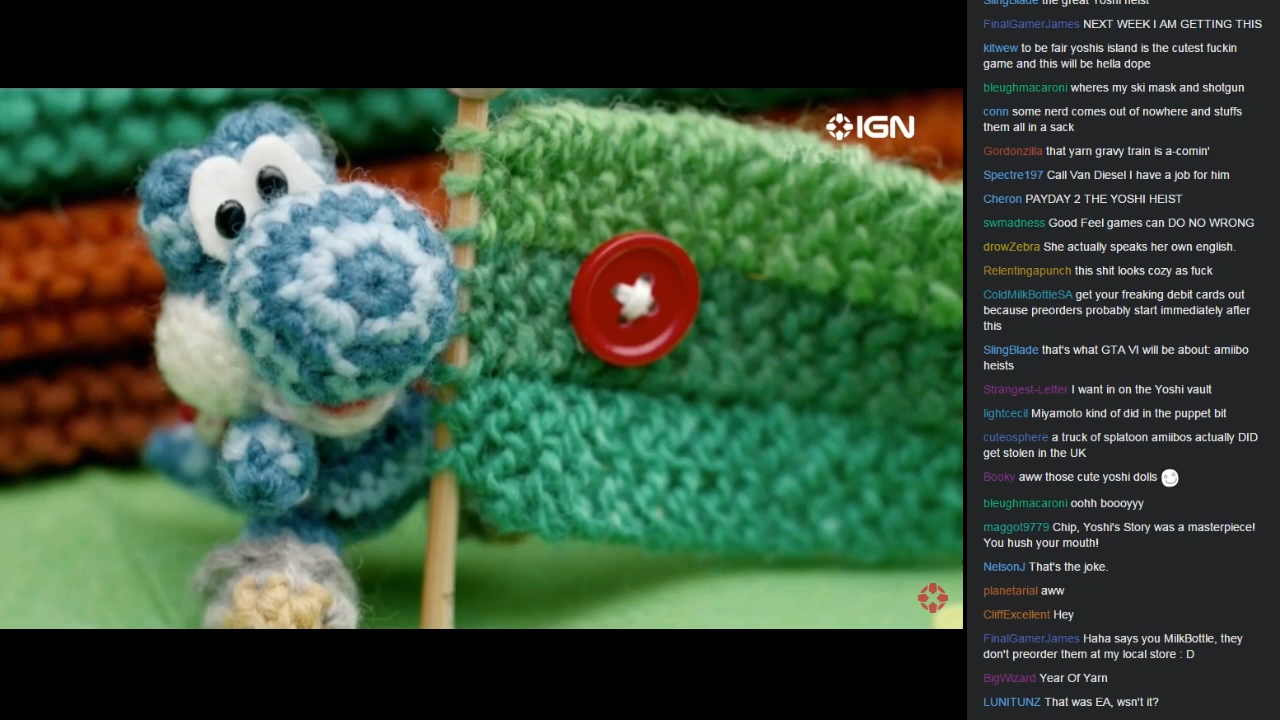 IGN
#Yoshi
SlingBlade the great Yoshi heist
FinalGamerJames NEXT WEEK I AM GETTING THIS
kitwew to be fair yoshis island is the cutest fuckin
game and this will be hella dope
bleughmacaroni wheres my ski mask and shotgun
conn some nerd comes out of nowhere and stuffs
them all in a sack
Gordonzilla that yarn gravy train is a-comin'
Spectre197 Call Van Diesel I have a job for him
Cheron PAYDAY 2 THE YOSHI HEIST
swmadness Good Feel games can DO NO WRONG
drowZebra She actually speaks her own english.
Relentingapunch this shit looks cozy as fuck
ColdMilkBottleSA get your freaking debit cards out
because preorders probably start immediately after
this
SlingBlade that's what GTA VI will be about: amiibo
heists
Strangest-Letter I want in on the Yoshi vault
lightcecil Miyamoto kind of did in the puppet bit
cuteosphere a truck of splatoon amiibos actually DID
get stolen in the UK
Booky aww those cute yoshi dolls
bleughmacaroni oohh boooyyy
maggot9779 Chip, Yoshi's Story was a masterpiece!
You hush your mouth!
NelsonJ That's the joke.
planetarial aww
CliffExcellent Hey
FinalGamerJames Haha says you MilkBottle, they
don't preorder them at my local store : D
BigWizard Year Of Yarn
LUNITUNZ That was EA, wsn't it?